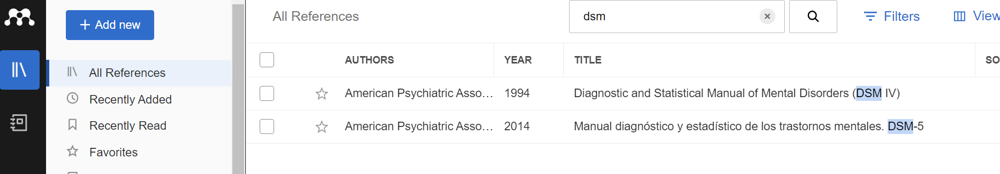 + Add new
All References
Recently Added
Recently Read
Favorites
All References
dsm
Filters
View
AUTHORS YEAR TITLE SO
American Psychiatric Asso... 1994 Diagnostic and Statistical Manual of Mental Disorders (DSM IV)
American Psychiatric Asso... 2014 Manual diagnóstico y estadístico de los trastornos mentales. DSM-5